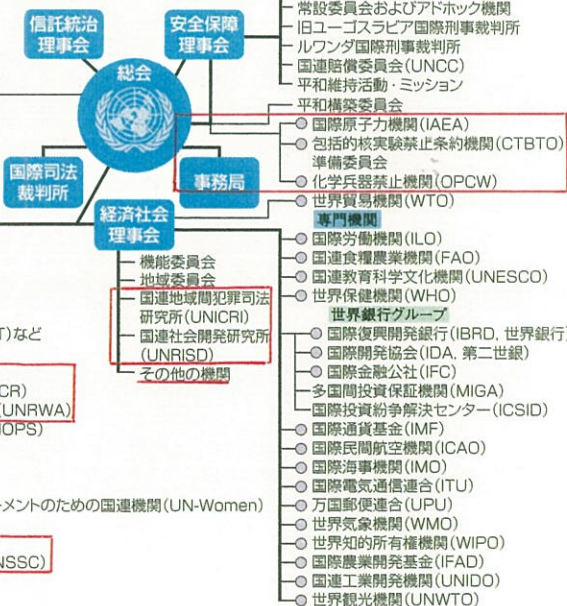 信託統治
理事会
安全保障
理事会
総会
国際司法
裁判所
事務局
経済社会
理事会
常設委員会およびアドホック機関
旧ユーゴスラビア国際刑事裁判所
ルワンダ国際刑事裁判所
国連賠償委員会(UNCC)
平和維持活動・ミッション
平和構築委員会
国際原子力機関(IAEA)
包括的核実験禁止条約機関(CTBTO)
準備委員会
化学兵器禁止機関(OPCW)
世界貿易機関(WTO)
専門機関
国際労働機関(ILO)
国連食糧農業機関(FAO)
国連教育科学文化機関(UNESCO)
世界保健機関(WHO)
世界銀行グループ
国際復興開発銀行(IBRD, 世界銀行)
国際開発協会(IDA, 第二世銀)
国際金融公社(IFC)
多国間投資保証機関(MIGA)
国際投資紛争解決センター(ICSID)
国際通貨基金(IMF)
国際民間航空機関(ICAO)
国際海事機関(IMO)
国際電気通信連合(ITU)
万国郵便連合(UPU)
世界気象機関(WMO)
世界知的所有権機関(WIPO)
国際農業開発基金(IFAD)
国連工業開発機関(UNIDO)
世界観光機関(UNWTO)
機能委員会
地域委員会
国連地域間犯罪司法
研究所(UNICRI)
国連社会開発研究所
(UNRISD)
その他の機関
T)など
CR)
(UNRWA)
IOPS)
ーメントのための国連機関(UN-Women)
NSSC)